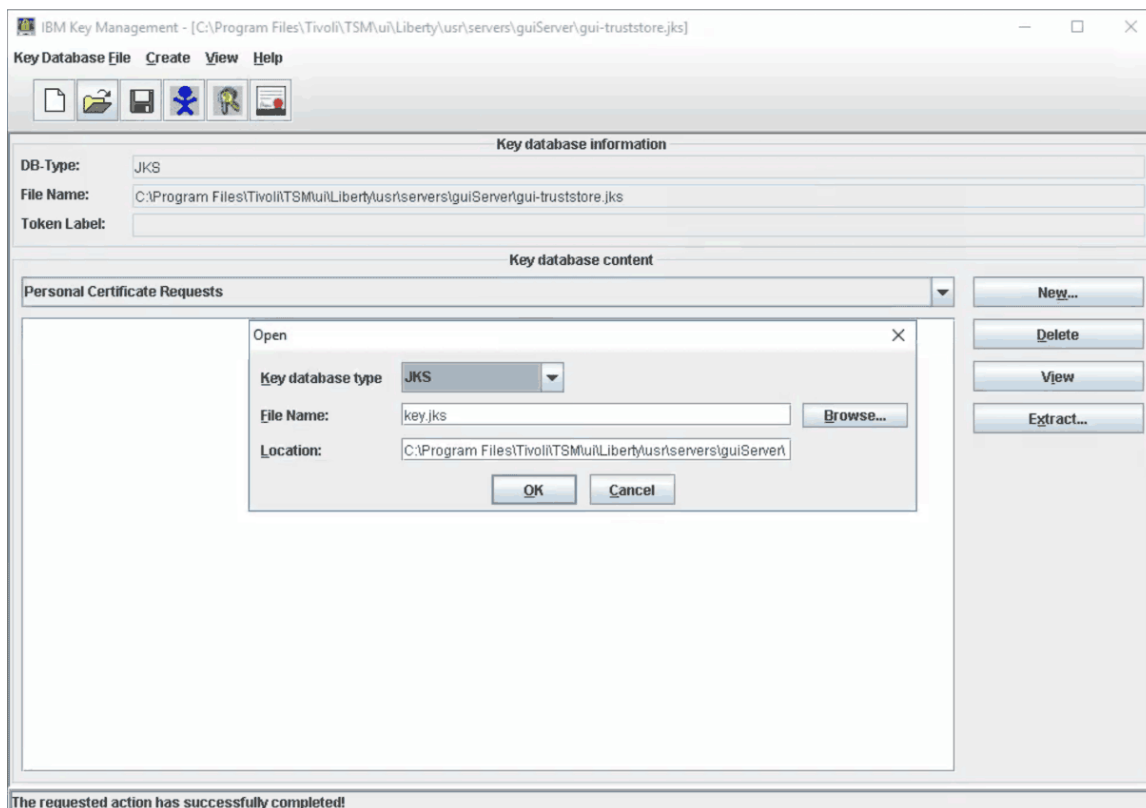 IBM Key Management - [C:\Program Files\Tivoli\TSM\ui\Liberty\usr\servers\guiServer\gui-truststore.jks]
Key Database File Create View Help
Key database information
DB-Type: JKS
File Name: C:\Program Files\Tivoli\TSM\ui\Liberty\usr\servers\guiServer\gui-truststore.jks
Token Label:
Key database content
Personal Certificate Requests New...
Open Delete
Key database type JKS View
File Name: key.jks Browse... Extract...
Location: C:\Program Files\Tivoli\TSM\ui\Liberty\usr\servers\guiServer\
OK Cancel
The requested action has successfully completed!